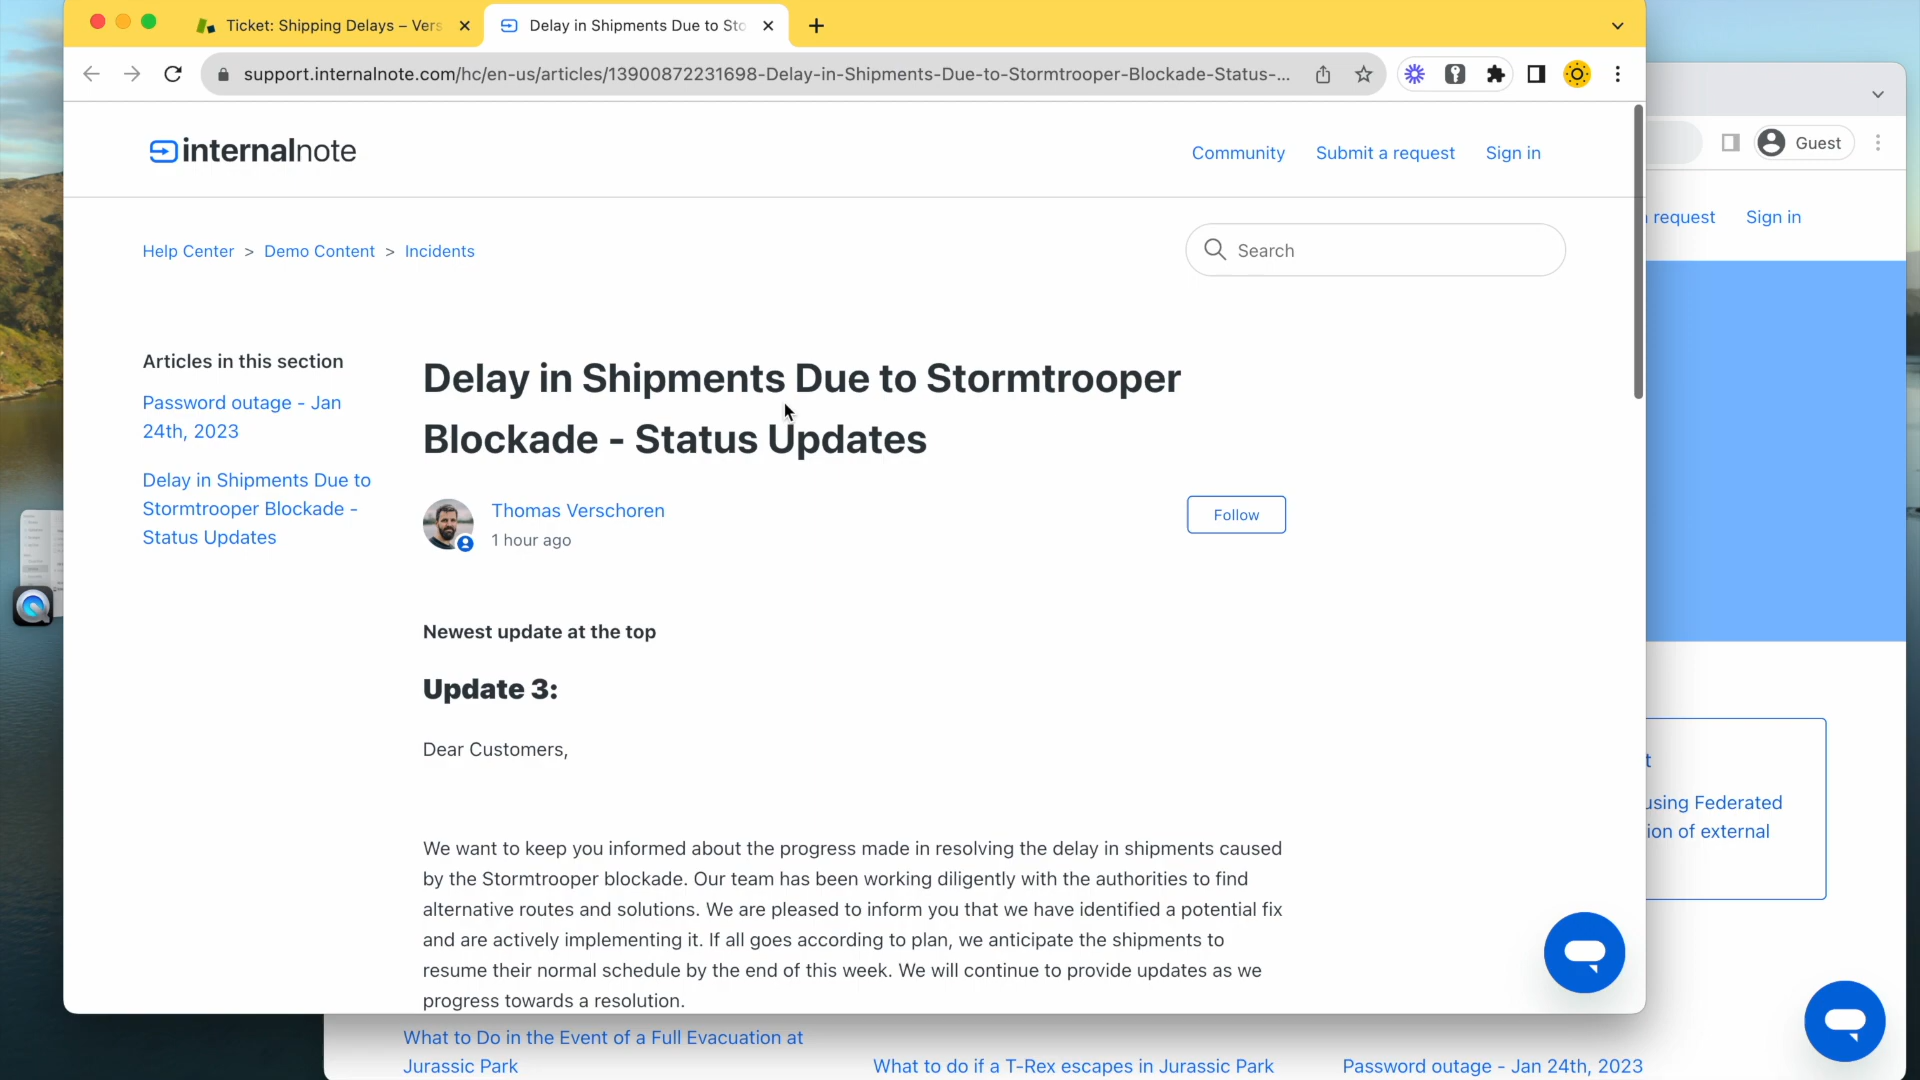 Ticket: Shipping Delays – Vers
Delay in Shipments Due to Sto
support.internalnote.com/hc/en-us/articles/13900872231698-Delay-in-Shipments-Due-to-Stormtrooper-Blockade-Status-...
Guest
internalnote
Community
Submit a request
Sign in
request
Sign in
Help Center > Demo Content > Incidents
Search
Articles in this section
Password outage - Jan
24th, 2023
Delay in Shipments Due to
Stormtrooper Blockade -
Status Updates
Delay in Shipments Due to Stormtrooper
Blockade - Status Updates
Thomas Verschoren
1 hour ago
Follow
Newest update at the top
Update 3:
Dear Customers,
We want to keep you informed about the progress made in resolving the delay in shipments caused
by the Stormtrooper blockade. Our team has been working diligently with the authorities to find
alternative routes and solutions. We are pleased to inform you that we have identified a potential fix
and are actively implementing it. If all goes according to plan, we anticipate the shipments to
resume their normal schedule by the end of this week. We will continue to provide updates as we
progress towards a resolution.
t
using Federated
ion of external
What to Do in the Event of a Full Evacuation at
Jurassic Park
What to do if a T-Rex escapes in Jurassic Park
Password outage - Jan 24th, 2023